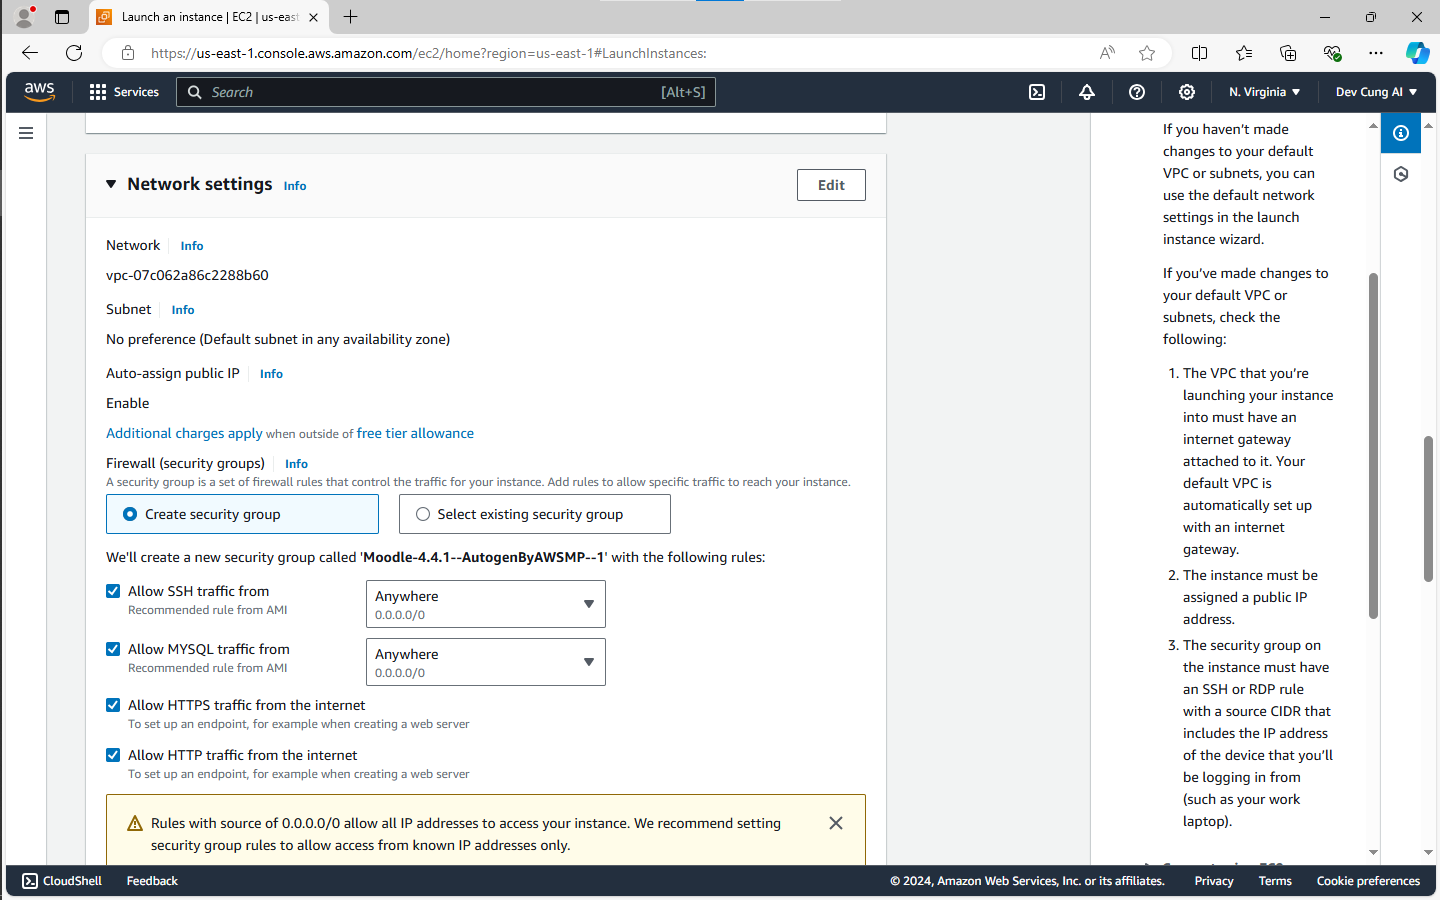 Launch an instance | EC2 | us-east
https://us-east-1.console.aws.amazon.com/ec2/home?region=us-east-1#LaunchInstances:
aws
Services
Search
[Alt+S]
N. Virginia
Dev Cung AI
Network settings
Info
Edit
Network
Info
vpc-07c062a86c2288b60
Subnet
Info
No preference (Default subnet in any availability zone)
Auto-assign public IP
Info
Enable
Additional charges apply when outside of free tier allowance
Firewall (security groups)
Info
A security group is a set of firewall rules that control the traffic for your instance. Add rules to allow specific traffic to reach your instance.
Create security group
Select existing security group
We'll create a new security group called 'Moodle-4.4.1--AutogenByAWSMP--1' with the following rules:
Allow SSH traffic from
Recommended rule from AMI
Anywhere
0.0.0.0/0
Allow MYSQL traffic from
Recommended rule from AMI
Anywhere
0.0.0.0/0
Allow HTTPS traffic from the internet
To set up an endpoint, for example when creating a web server
Allow HTTP traffic from the internet
To set up an endpoint, for example when creating a web server
Rules with source of 0.0.0.0/0 allow all IP addresses to access your instance. We recommend setting
security group rules to allow access from known IP addresses only.
If you haven't made
changes to your default
VPC or subnets, you can
use the default network
settings in the launch
instance wizard.
If you've made changes to
your default VPC or
subnets, check the
following:
1. The VPC that you're
launching your instance
into must have an
internet gateway
attached to it. Your
default VPC is
automatically set up
with an internet
gateway.
2. The instance must be
assigned a public IP
address.
3. The security group on
the instance must have
an SSH or RDP rule
with a source CIDR that
includes the IP address
of the device that you'll
be logging in from
(such as your work
laptop).
CloudShell
Feedback
© 2024, Amazon Web Services, Inc. or its affiliates.
Privacy
Terms
Cookie preferences